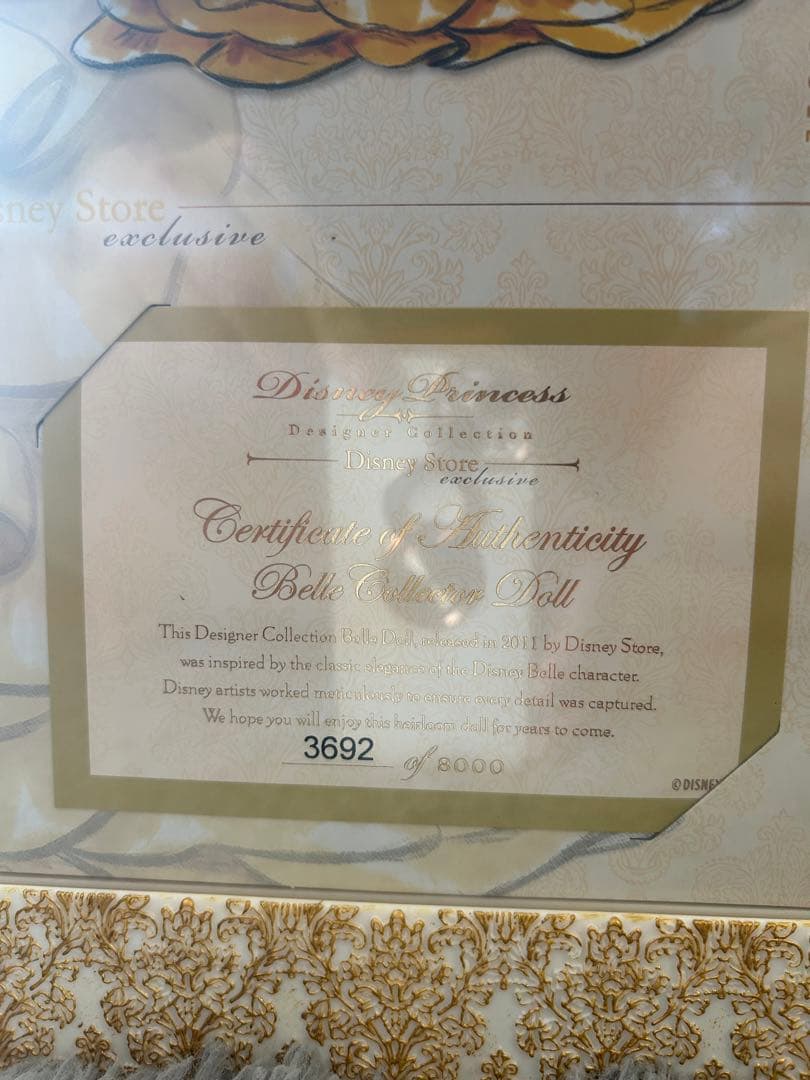 sney Store
exclusive
Disney Princess
Designer Collection
Disney Store
exclusive
Certificate of Authenticity
Belle Collector Doll
This Designer Collection Belle Doll, released in 2011 by Disney Store,
was inspired by the classic elegance of the Disney Belle character.
Disney artists worked meticulously to ensure every detail was captured.
We hope you will enjoy this heirloom doll for years to come.
3692 of 8000
©DISNEY